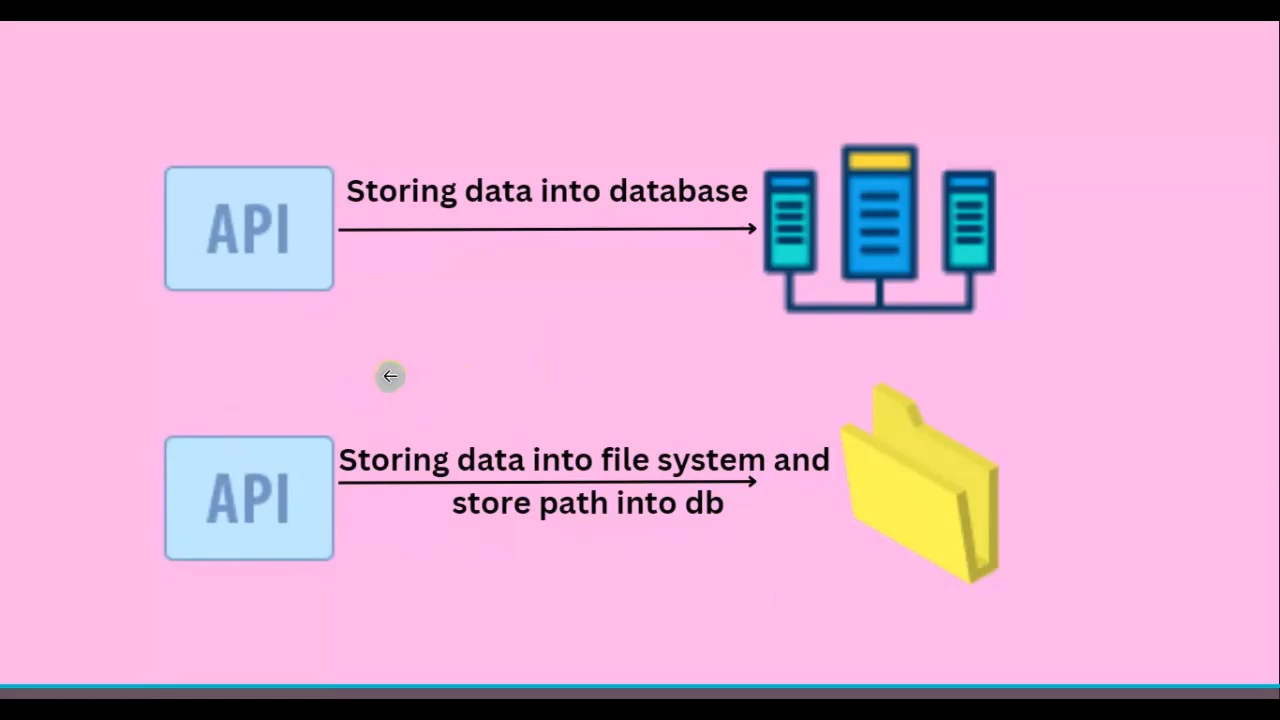 API
Storing data into database
API
Storing data into file system and
store path into db